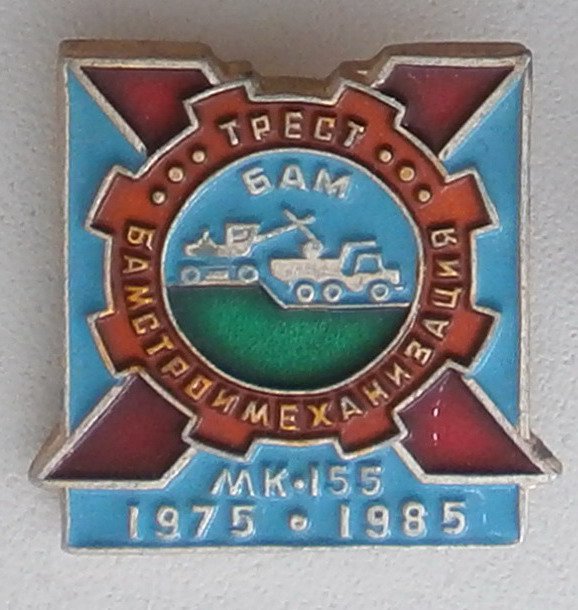 ТРЕСТ
БАМ
БАМСТРОЙМЕХАНИЗАЦИЯ
МК·155
1975 • 1985